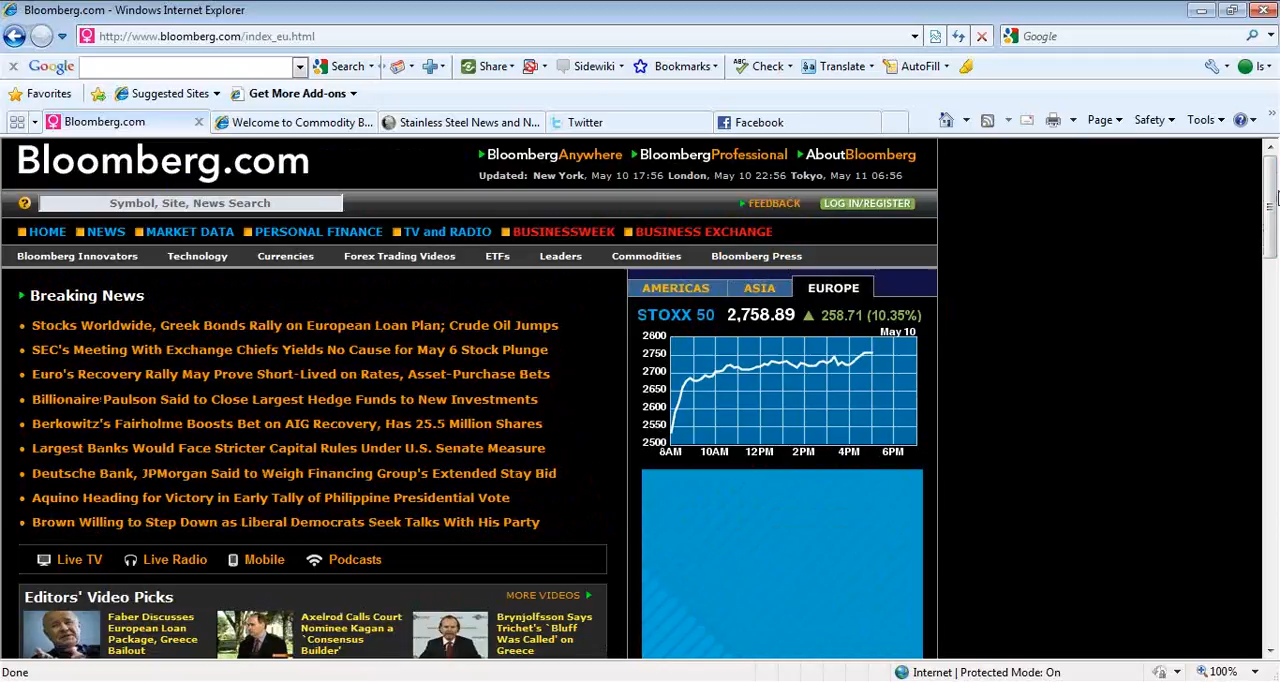 Bloomberg.com - Windows Internet Explorer
http://www.bloomberg.com/index_eu.html
Google
x Google Search Share Sidewiki Bookmarks Check Translate AutoFill
Favorites Suggested Sites Get More Add-ons
Bloomberg.com x Welcome to Commodity B... Stainless Steel News and N... Twitter Facebook Page Safety Tools
Bloomberg.com
BloombergAnywhere BloombergProfessional AboutBloomberg
Updated: New York, May 10 17:56 London, May 10 22:56 Tokyo, May 11 06:56
? Symbol, Site, News Search FEEDBACK LOG IN/REGISTER
HOME NEWS MARKET DATA PERSONAL FINANCE TV and RADIO BUSINESSWEEK BUSINESS EXCHANGE
Bloomberg Innovators Technology Currencies Forex Trading Videos ETFs Leaders Commodities Bloomberg Press
Breaking News
Stocks Worldwide, Greek Bonds Rally on European Loan Plan; Crude Oil Jumps
SEC's Meeting With Exchange Chiefs Yields No Cause for May 6 Stock Plunge
Euro's Recovery Rally May Prove Short-Lived on Rates, Asset-Purchase Bets
Billionaire Paulson Said to Close Largest Hedge Funds to New Investments
Berkowitz's Fairholme Boosts Bet on AIG Recovery, Has 25.5 Million Shares
Largest Banks Would Face Stricter Capital Rules Under U.S. Senate Measure
Deutsche Bank, JPMorgan Said to Weigh Financing Group's Extended Stay Bid
Aquino Heading for Victory in Early Tally of Philippine Presidential Vote
Brown Willing to Step Down as Liberal Democrats Seek Talks With His Party
AMERICAS ASIA EUROPE
STOXX 50 2,758.89 ▲ 258.71 (10.35%)
May 10
2600
2750
2700
2650
2600
2550
2500
8AM 10AM 12PM 2PM 4PM 6PM
Live TV Live Radio Mobile Podcasts
Editors' Video Picks MORE VIDEOS
Faber Discusses
European Loan
Package, Greece
Bailout
Axelrod Calls Court
Nominee Kagan a
`Consensus
Builder'
Brynjolfsson Says
Trichet's `Bluff
Was Called' on
Greece
Done Internet | Protected Mode: On 100%